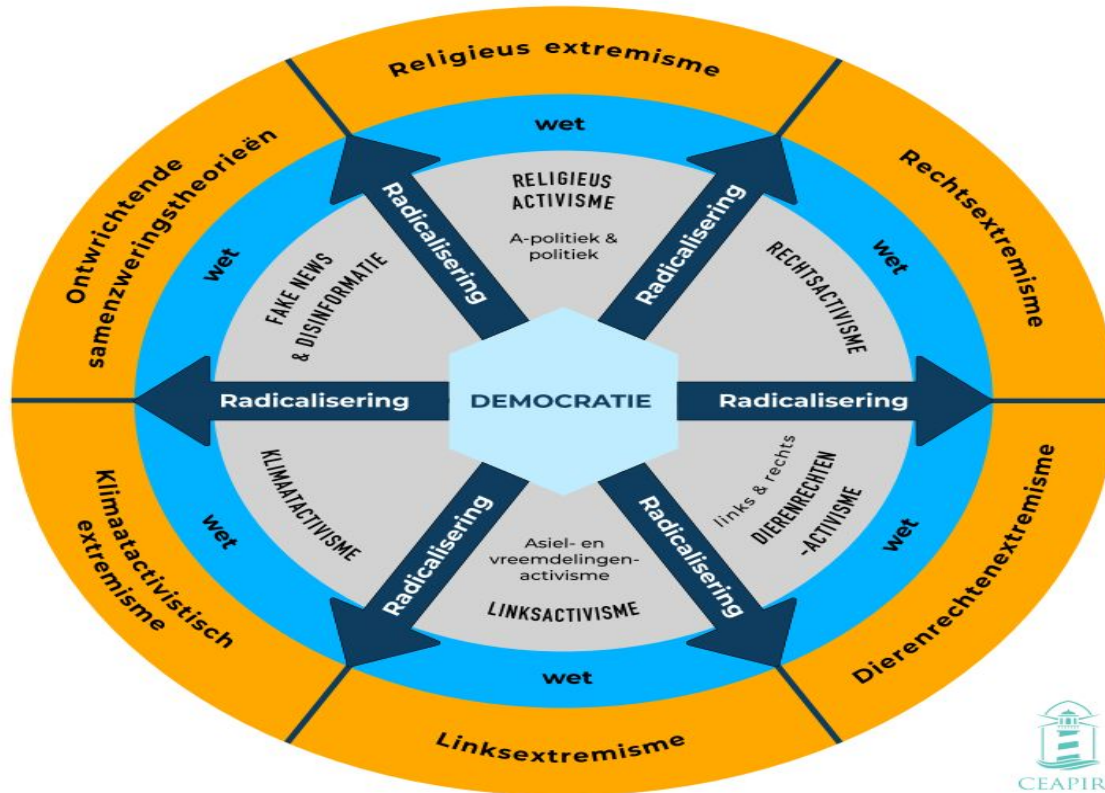 Religieus extremisme
wet
RELIGIEUS
ACTIVISME
A-politiek &
politiek
Radicalisering
Rechtsextremisme
wet
RECHTSACTIVISME
Radicalisering
Dierenrechtenextremisme
wet
links & rechts
DIERENRECHTEN
-ACTIVISME
Radicalisering
Linksextremisme
wet
Asiel- en
vreemdelingen-
activisme
LINKSACTIVISME
Radicalisering
Klimaatactivistisch
extremisme
wet
KLIMAATACTIVISME
Radicalisering
Ontwrichtende
samenzweringstheorieën
wet
FAKE NEWS
& DISINFORMATIE
Radicalisering
DEMOCRATIE
CEAPIR